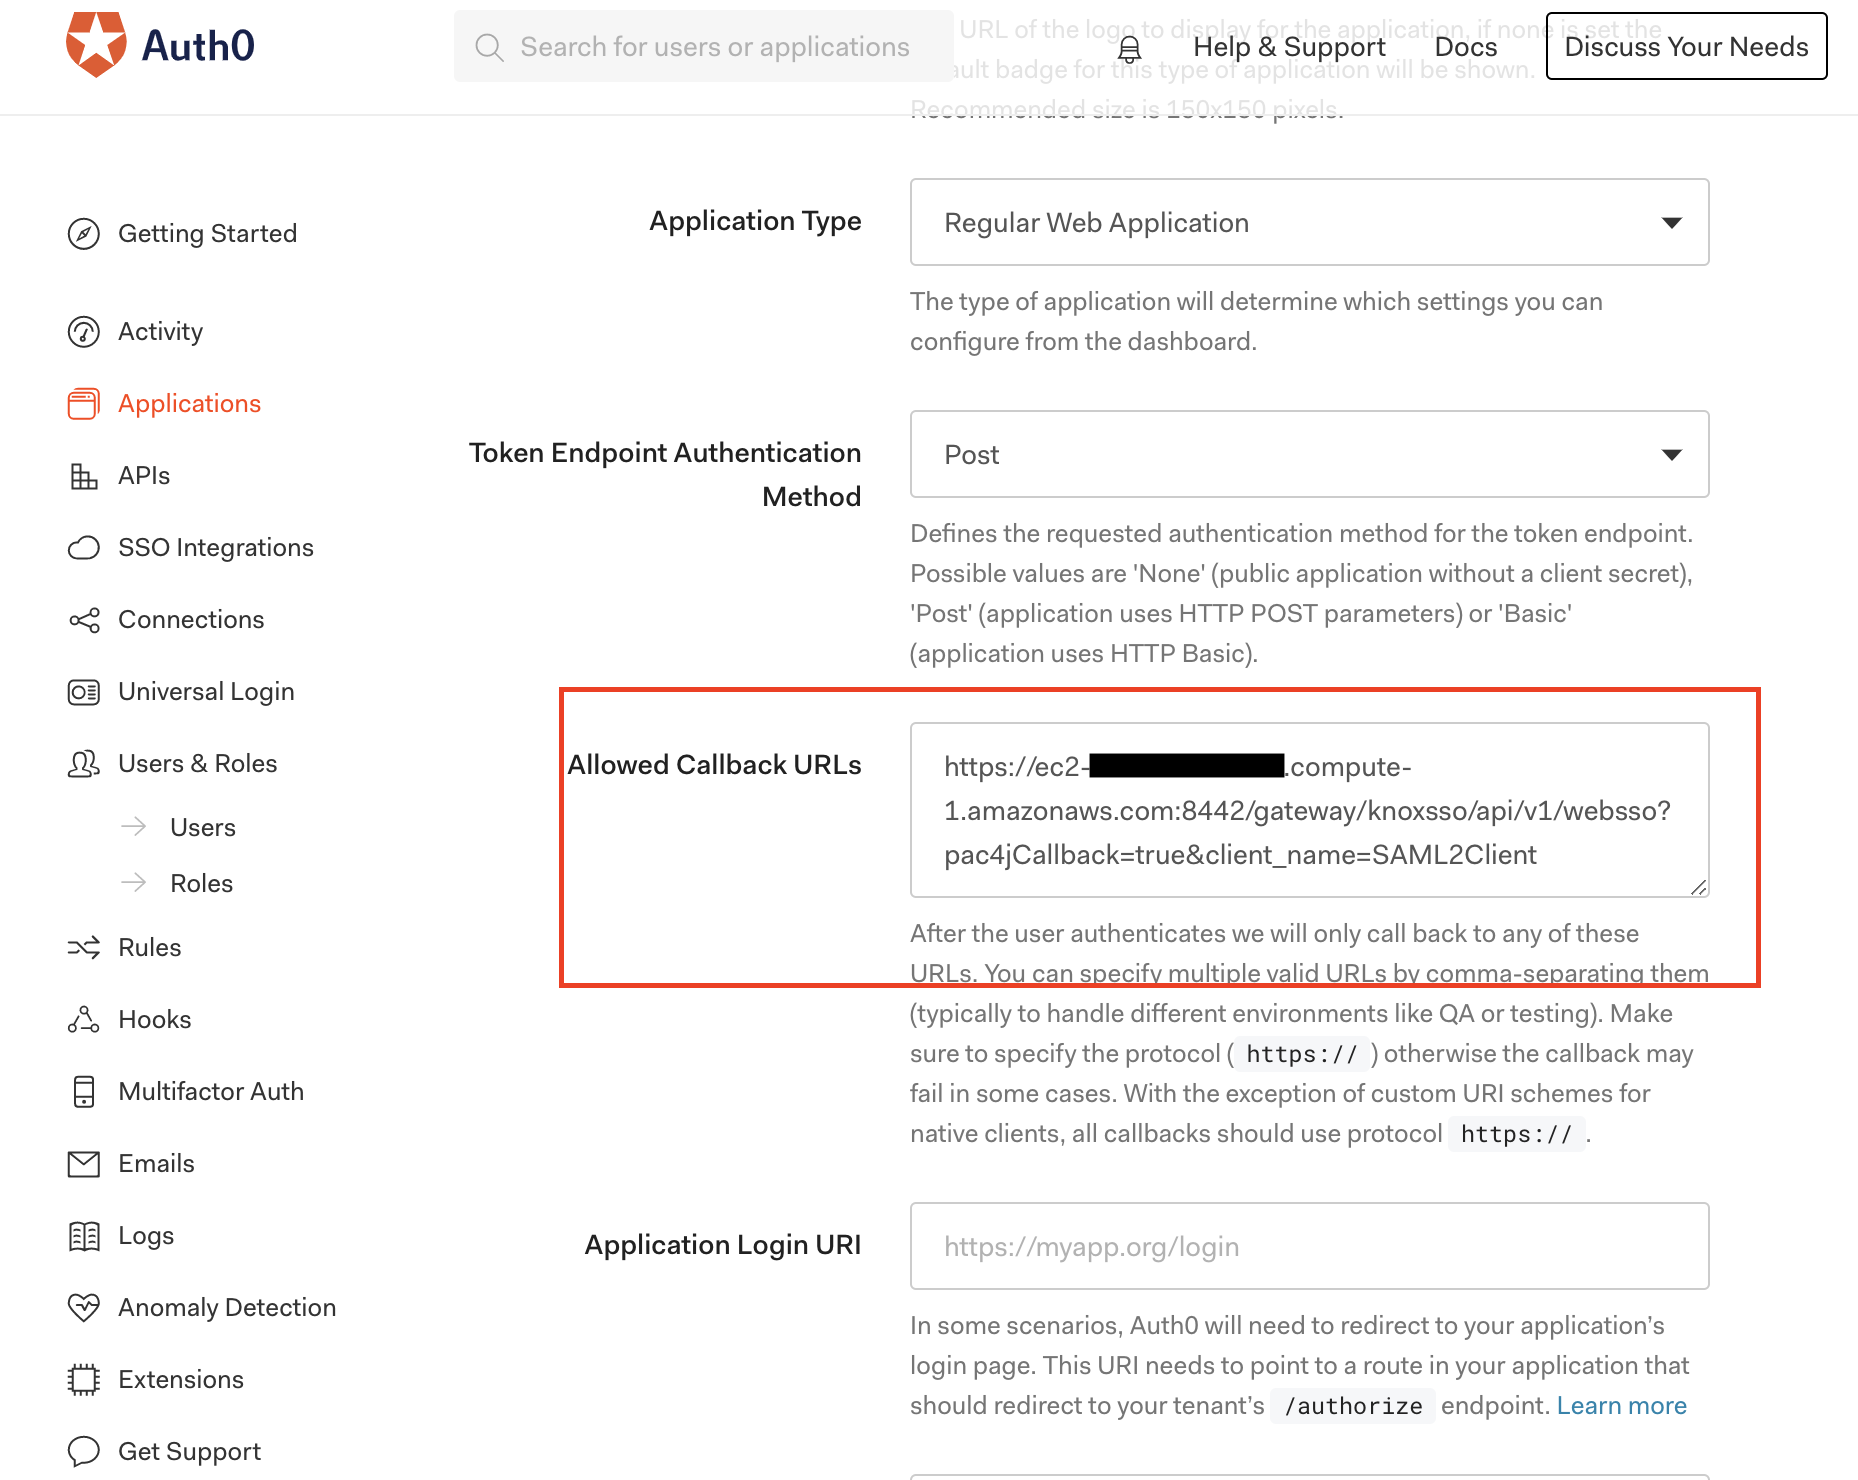 Auth0
Search for users or applications
URL of the logo to display for the application, if none is set the
ault badge for this type of application will be shown.
Recommended size is 150x150 pixels.
Help & Support
Docs
Discuss Your Needs
Getting Started
Activity
Applications
APIs
SSO Integrations
Connections
Universal Login
Users & Roles
Users
Roles
Rules
Hooks
Multifactor Auth
Emails
Logs
Anomaly Detection
Extensions
Get Support
Application Type
Regular Web Application
The type of application will determine which settings you can
configure from the dashboard.
Token Endpoint Authentication
Method
Post
Defines the requested authentication method for the token endpoint.
Possible values are 'None' (public application without a client secret),
'Post' (application uses HTTP POST parameters) or 'Basic'
(application uses HTTP Basic).
Allowed Callback URLs
https://ec2-.compute-
1.amazonaws.com:8442/gateway/knoxsso/api/v1/websso?
pac4jCallback=true&client_name=SAML2Client
After the user authenticates we will only call back to any of these
URLs. You can specify multiple valid URLs by comma-separating them
(typically to handle different environments like QA or testing). Make
sure to specify the protocol ( https:// ) otherwise the callback may
fail in some cases. With the exception of custom URI schemes for
native clients, all callbacks should use protocol https:// .
Application Login URI
https://myapp.org/login
In some scenarios, Auth0 will need to redirect to your application’s
login page. This URI needs to point to a route in your application that
should redirect to your tenant’s /authorize endpoint. Learn more